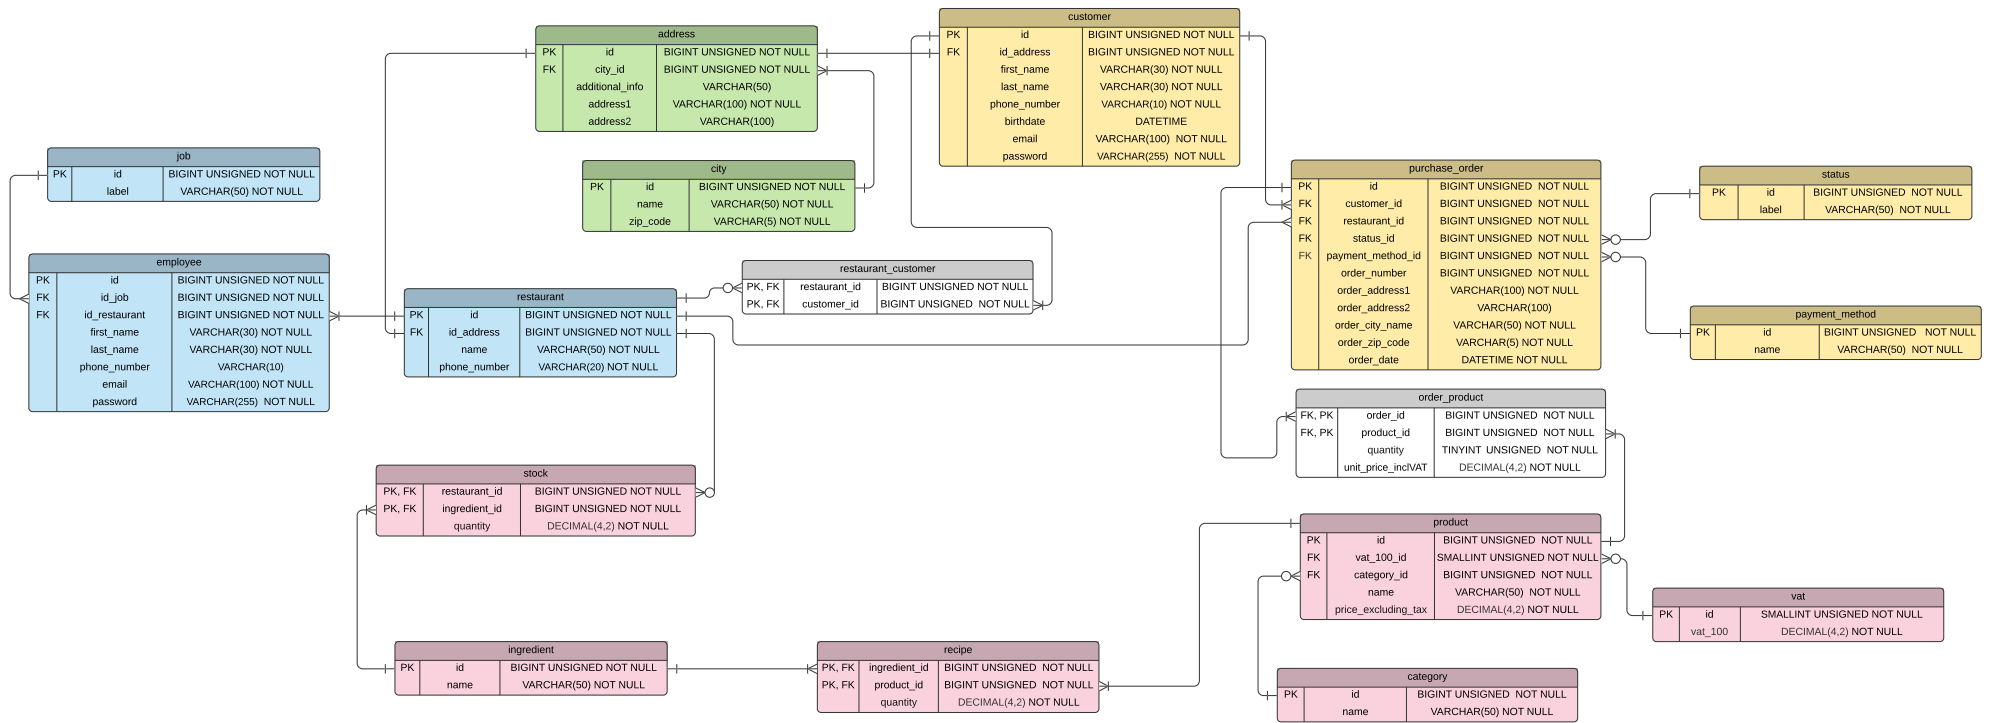 address
PK id BIGINT UNSIGNED NOT NULL
FK city_id BIGINT UNSIGNED NOT NULL
additional_info VARCHAR(50)
address1 VARCHAR(100) NOT NULL
address2 VARCHAR(100)
customer
PK id BIGINT UNSIGNED NOT NULL
FK id_address BIGINT UNSIGNED NOT NULL
first_name VARCHAR(30) NOT NULL
last_name VARCHAR(30) NOT NULL
phone_number VARCHAR(10) NOT NULL
birthdate DATETIME
email VARCHAR(100) NOT NULL
password VARCHAR(255) NOT NULL
job
PK id BIGINT UNSIGNED NOT NULL
label VARCHAR(50) NOT NULL
city
PK id BIGINT UNSIGNED NOT NULL
name VARCHAR(50) NOT NULL
zip_code VARCHAR(5) NOT NULL
purchase_order
PK id BIGINT UNSIGNED NOT NULL
FK customer_id BIGINT UNSIGNED NOT NULL
FK restaurant_id BIGINT UNSIGNED NOT NULL
FK status_id BIGINT UNSIGNED NOT NULL
FK payment_method_id BIGINT UNSIGNED NOT NULL
order_number BIGINT UNSIGNED NOT NULL
order_address1 VARCHAR(100) NOT NULL
order_address2 VARCHAR(100)
order_city_name VARCHAR(50) NOT NULL
order_zip_code VARCHAR(5) NOT NULL
order_date DATETIME NOT NULL
status
PK id BIGINT UNSIGNED NOT NULL
label VARCHAR(50) NOT NULL
employee
PK id BIGINT UNSIGNED NOT NULL
FK id_job BIGINT UNSIGNED NOT NULL
FK id_restaurant BIGINT UNSIGNED NOT NULL
first_name VARCHAR(30) NOT NULL
last_name VARCHAR(30) NOT NULL
phone_number VARCHAR(10)
email VARCHAR(100) NOT NULL
password VARCHAR(255) NOT NULL
restaurant
PK id BIGINT UNSIGNED NOT NULL
FK id_address BIGINT UNSIGNED NOT NULL
name VARCHAR(50) NOT NULL
phone_number VARCHAR(20) NOT NULL
restaurant_customer
PK, FK restaurant_id BIGINT UNSIGNED NOT NULL
PK, FK customer_id BIGINT UNSIGNED NOT NULL
payment_method
PK id BIGINT UNSIGNED NOT NULL
name VARCHAR(50) NOT NULL
order_product
FK, PK order_id BIGINT UNSIGNED NOT NULL
FK, PK product_id BIGINT UNSIGNED NOT NULL
quantity TINYINT UNSIGNED NOT NULL
unit_price_inclVAT DECIMAL(4,2) NOT NULL
stock
PK, FK restaurant_id BIGINT UNSIGNED NOT NULL
PK, FK ingredient_id BIGINT UNSIGNED NOT NULL
quantity DECIMAL(4,2) NOT NULL
product
PK id BIGINT UNSIGNED NOT NULL
FK vat_100_id SMALLINT UNSIGNED NOT NULL
FK category_id BIGINT UNSIGNED NOT NULL
name VARCHAR(50) NOT NULL
price_excluding_tax DECIMAL(4,2) NOT NULL
vat
PK id SMALLINT UNSIGNED NOT NULL
vat_100 DECIMAL(4,2) NOT NULL
ingredient
PK id BIGINT UNSIGNED NOT NULL
name VARCHAR(50) NOT NULL
recipe
PK, FK ingredient_id BIGINT UNSIGNED NOT NULL
PK, FK product_id BIGINT UNSIGNED NOT NULL
quantity DECIMAL(4,2) NOT NULL
category
PK id BIGINT UNSIGNED NOT NULL
name VARCHAR(50) NOT NULL